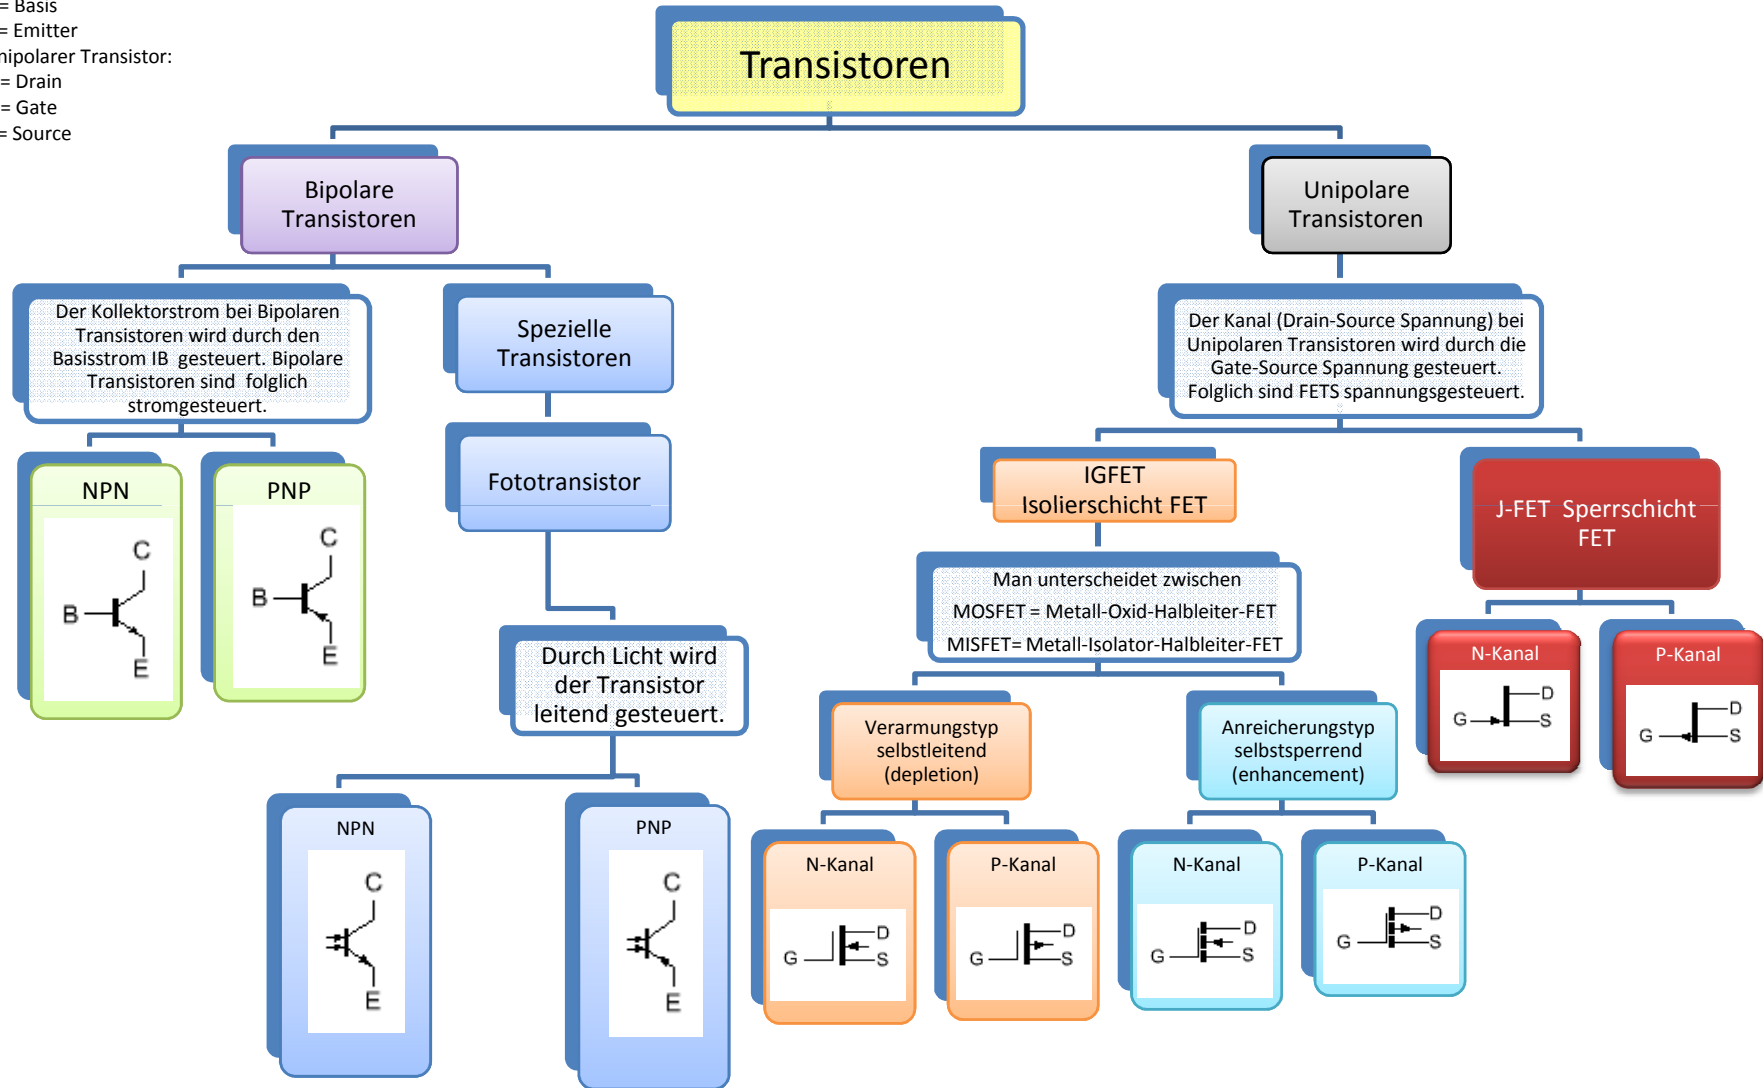 = Basis
= Emitter
nipolarer Transistor:
= Drain
= Gate
= Source
Transistoren
Bipolare
Transistoren
Unipolare
Transistoren
Der Kollektorstrom bei Bipolaren
Transistoren wird durch den
Basisstrom IB gesteuert. Bipolare
Transistoren sind folglich
stromgesteuert.
Spezielle
Transistoren
Der Kanal (Drain-Source Spannung) bei
Unipolaren Transistoren wird durch die
Gate-Source Spannung gesteuert.
Folglich sind FETS spannungsgesteuert.
NPN
C
B
E
PNP
C
B
E
Fototransistor
IGFET
Isolierschicht FET
J-FET Sperrschicht
FET
Man unterscheidet zwischen
MOSFET = Metall-Oxid-Halbleiter-FET
MISFET= Metall-Isolator-Halbleiter-FET
N-Kanal
D
G
S
P-Kanal
D
G
S
Durch Licht wird
der Transistor
leitend gesteuert.
Verarmungstyp
selbstleitend
(depletion)
Anreicherungstyp
selbstsperrend
(enhancement)
NPN
C
E
PNP
C
E
N-Kanal
D
G
S
P-Kanal
D
G
S
N-Kanal
D
G
S
P-Kanal
D
G
S